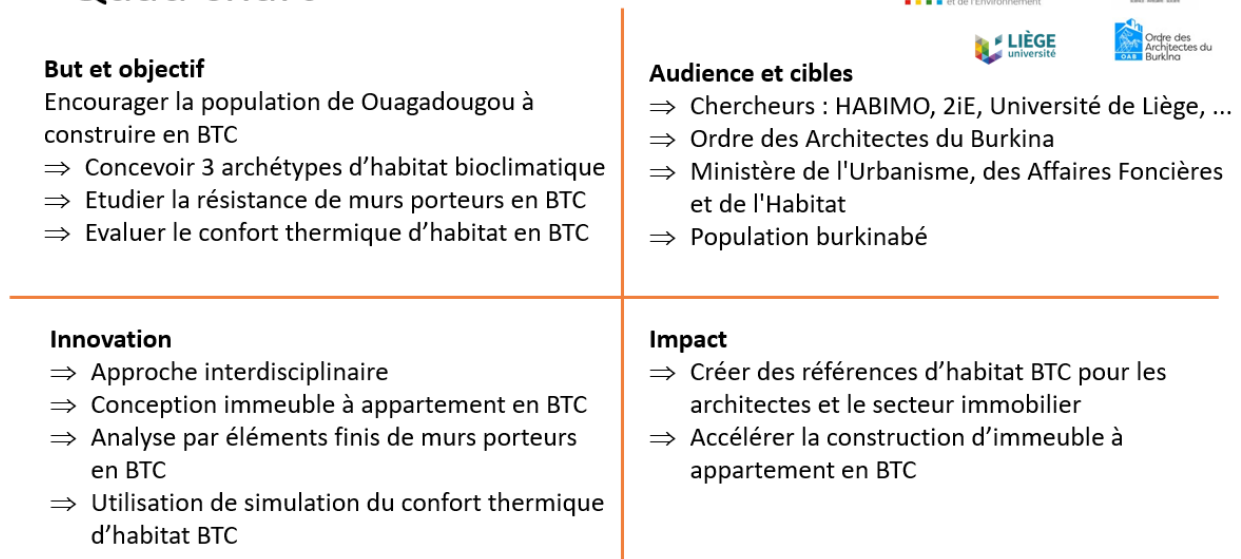 et de l'Environnement
LIÈGE
université
Ordre des
Architectes du
Burkina
OAB
But et objectif
Encourager la population de Ouagadougou à
construire en BTC
⇒ Concevoir 3 archétypes d'habitat bioclimatique
⇒ Etudier la résistance de murs porteurs en BTC
⇒ Evaluer le confort thermique d'habitat en BTC
Audience et cibles
⇒ Chercheurs : HABIMO, 2iE, Université de Liège, ...
⇒ Ordre des Architectes du Burkina
⇒ Ministère de l'Urbanisme, des Affaires Foncières
et de l'Habitat
⇒ Population burkinabé
Innovation
⇒ Approche interdisciplinaire
⇒ Conception immeuble à appartement en BTC
⇒ Analyse par éléments finis de murs porteurs
en BTC
⇒ Utilisation de simulation du confort thermique
d'habitat BTC
Impact
⇒ Créer des références d'habitat BTC pour les
architectes et le secteur immobilier
⇒ Accélérer la construction d'immeuble à
appartement en BTC